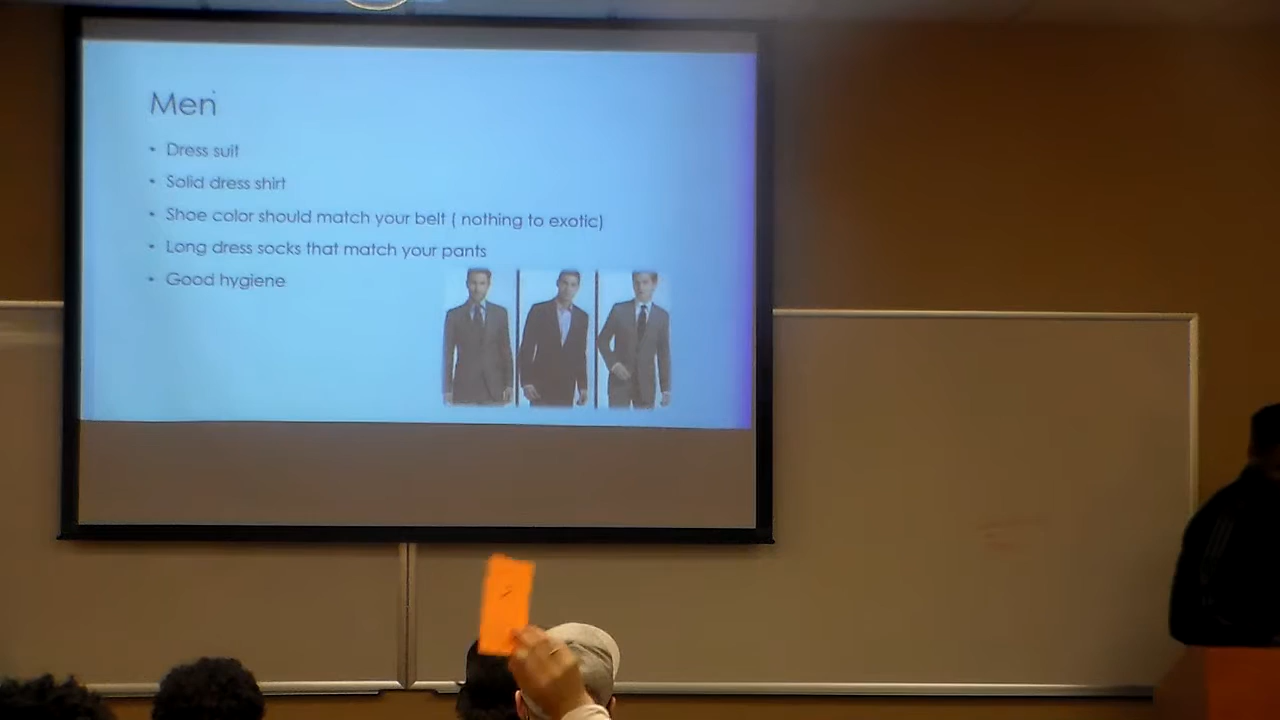 Men
• Dress suit
• Solid dress shirt
• Shoe color should match your belt ( nothing to exotic)
• Long dress socks that match your pants
• Good hygiene